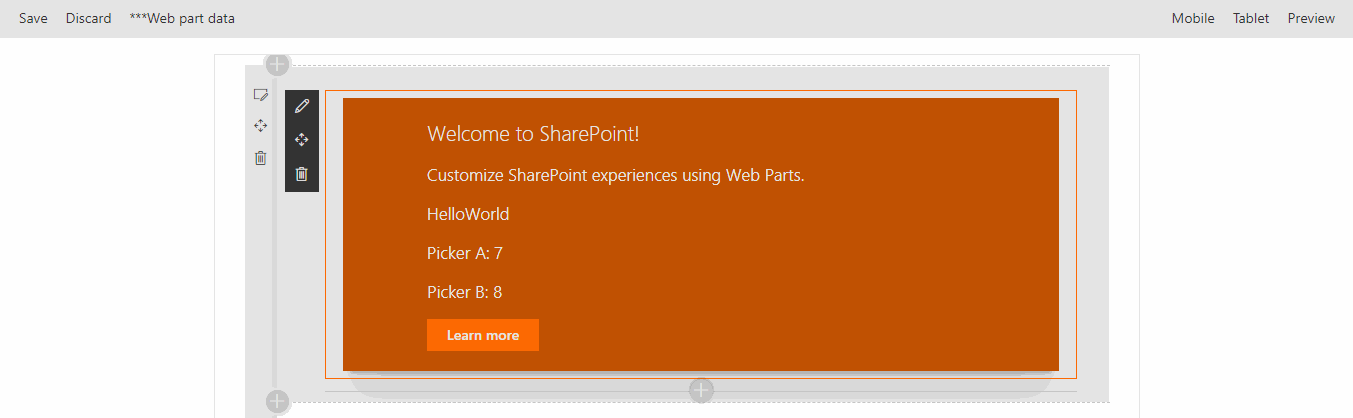 Save Discard ***Web part data Mobile Tablet Preview
Welcome to SharePoint!
Customize SharePoint experiences using Web Parts.
HelloWorld
Picker A: 7
Picker B: 8
Learn more